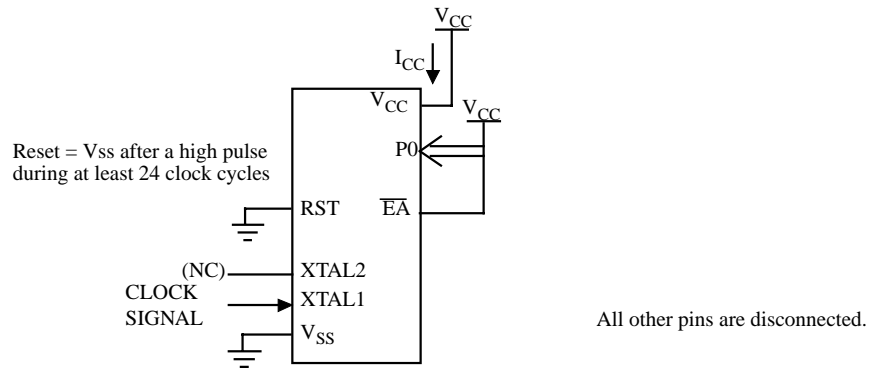 VCC
ICC
VCC
VCC
P0
Reset = Vss after a high pulse
during at least 24 clock cycles
RST
EA
(NC)
XTAL2
CLOCK
SIGNAL
XTAL1
VSS
All other pins are disconnected.